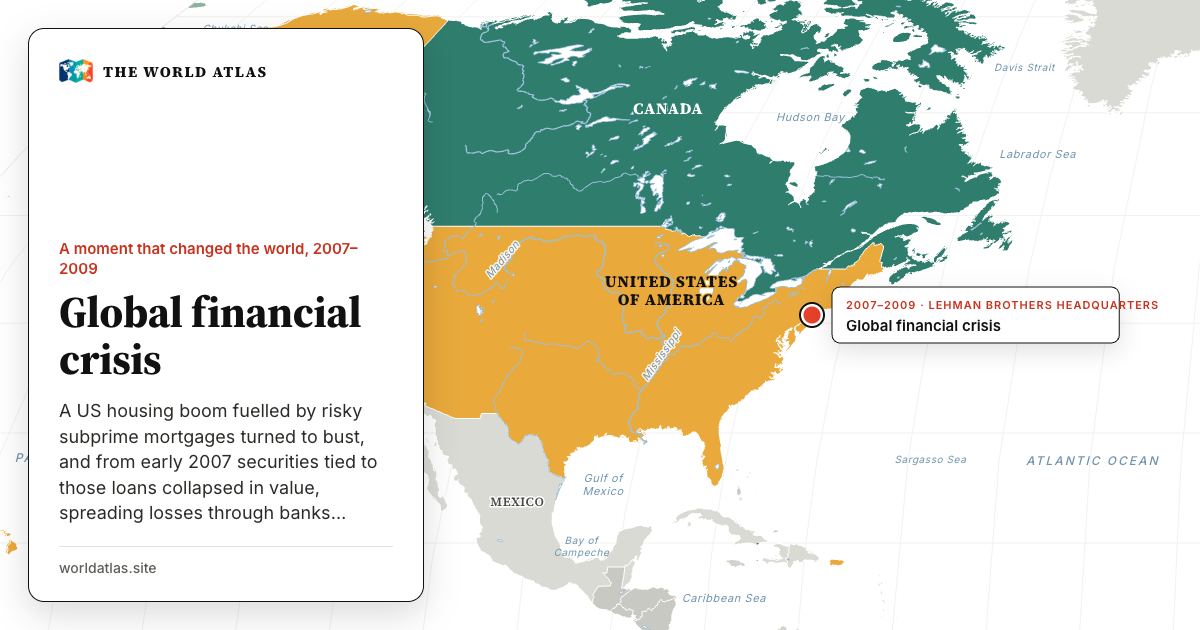 THE WORLD ATLAS
A moment that changed the world, 2007–
2009
Global financial
crisis
A US housing boom fuelled by risky
subprime mortgages turned to bust,
and from early 2007 securities tied to
those loans collapsed in value,
spreading losses through banks...
worldatlas.site
Davis Strait
CANADA
Hudson Bay
Labrador Sea
Madison
UNITED STATES
OF AMERICA
2007–2009 · LEHMAN BROTHERS HEADQUARTERS
Global financial crisis
Mississippi
Sargasso Sea
ATLANTIC OCEAN
Gulf of
Mexico
MEXICO
Bay of
Campeche
Caribbean Sea